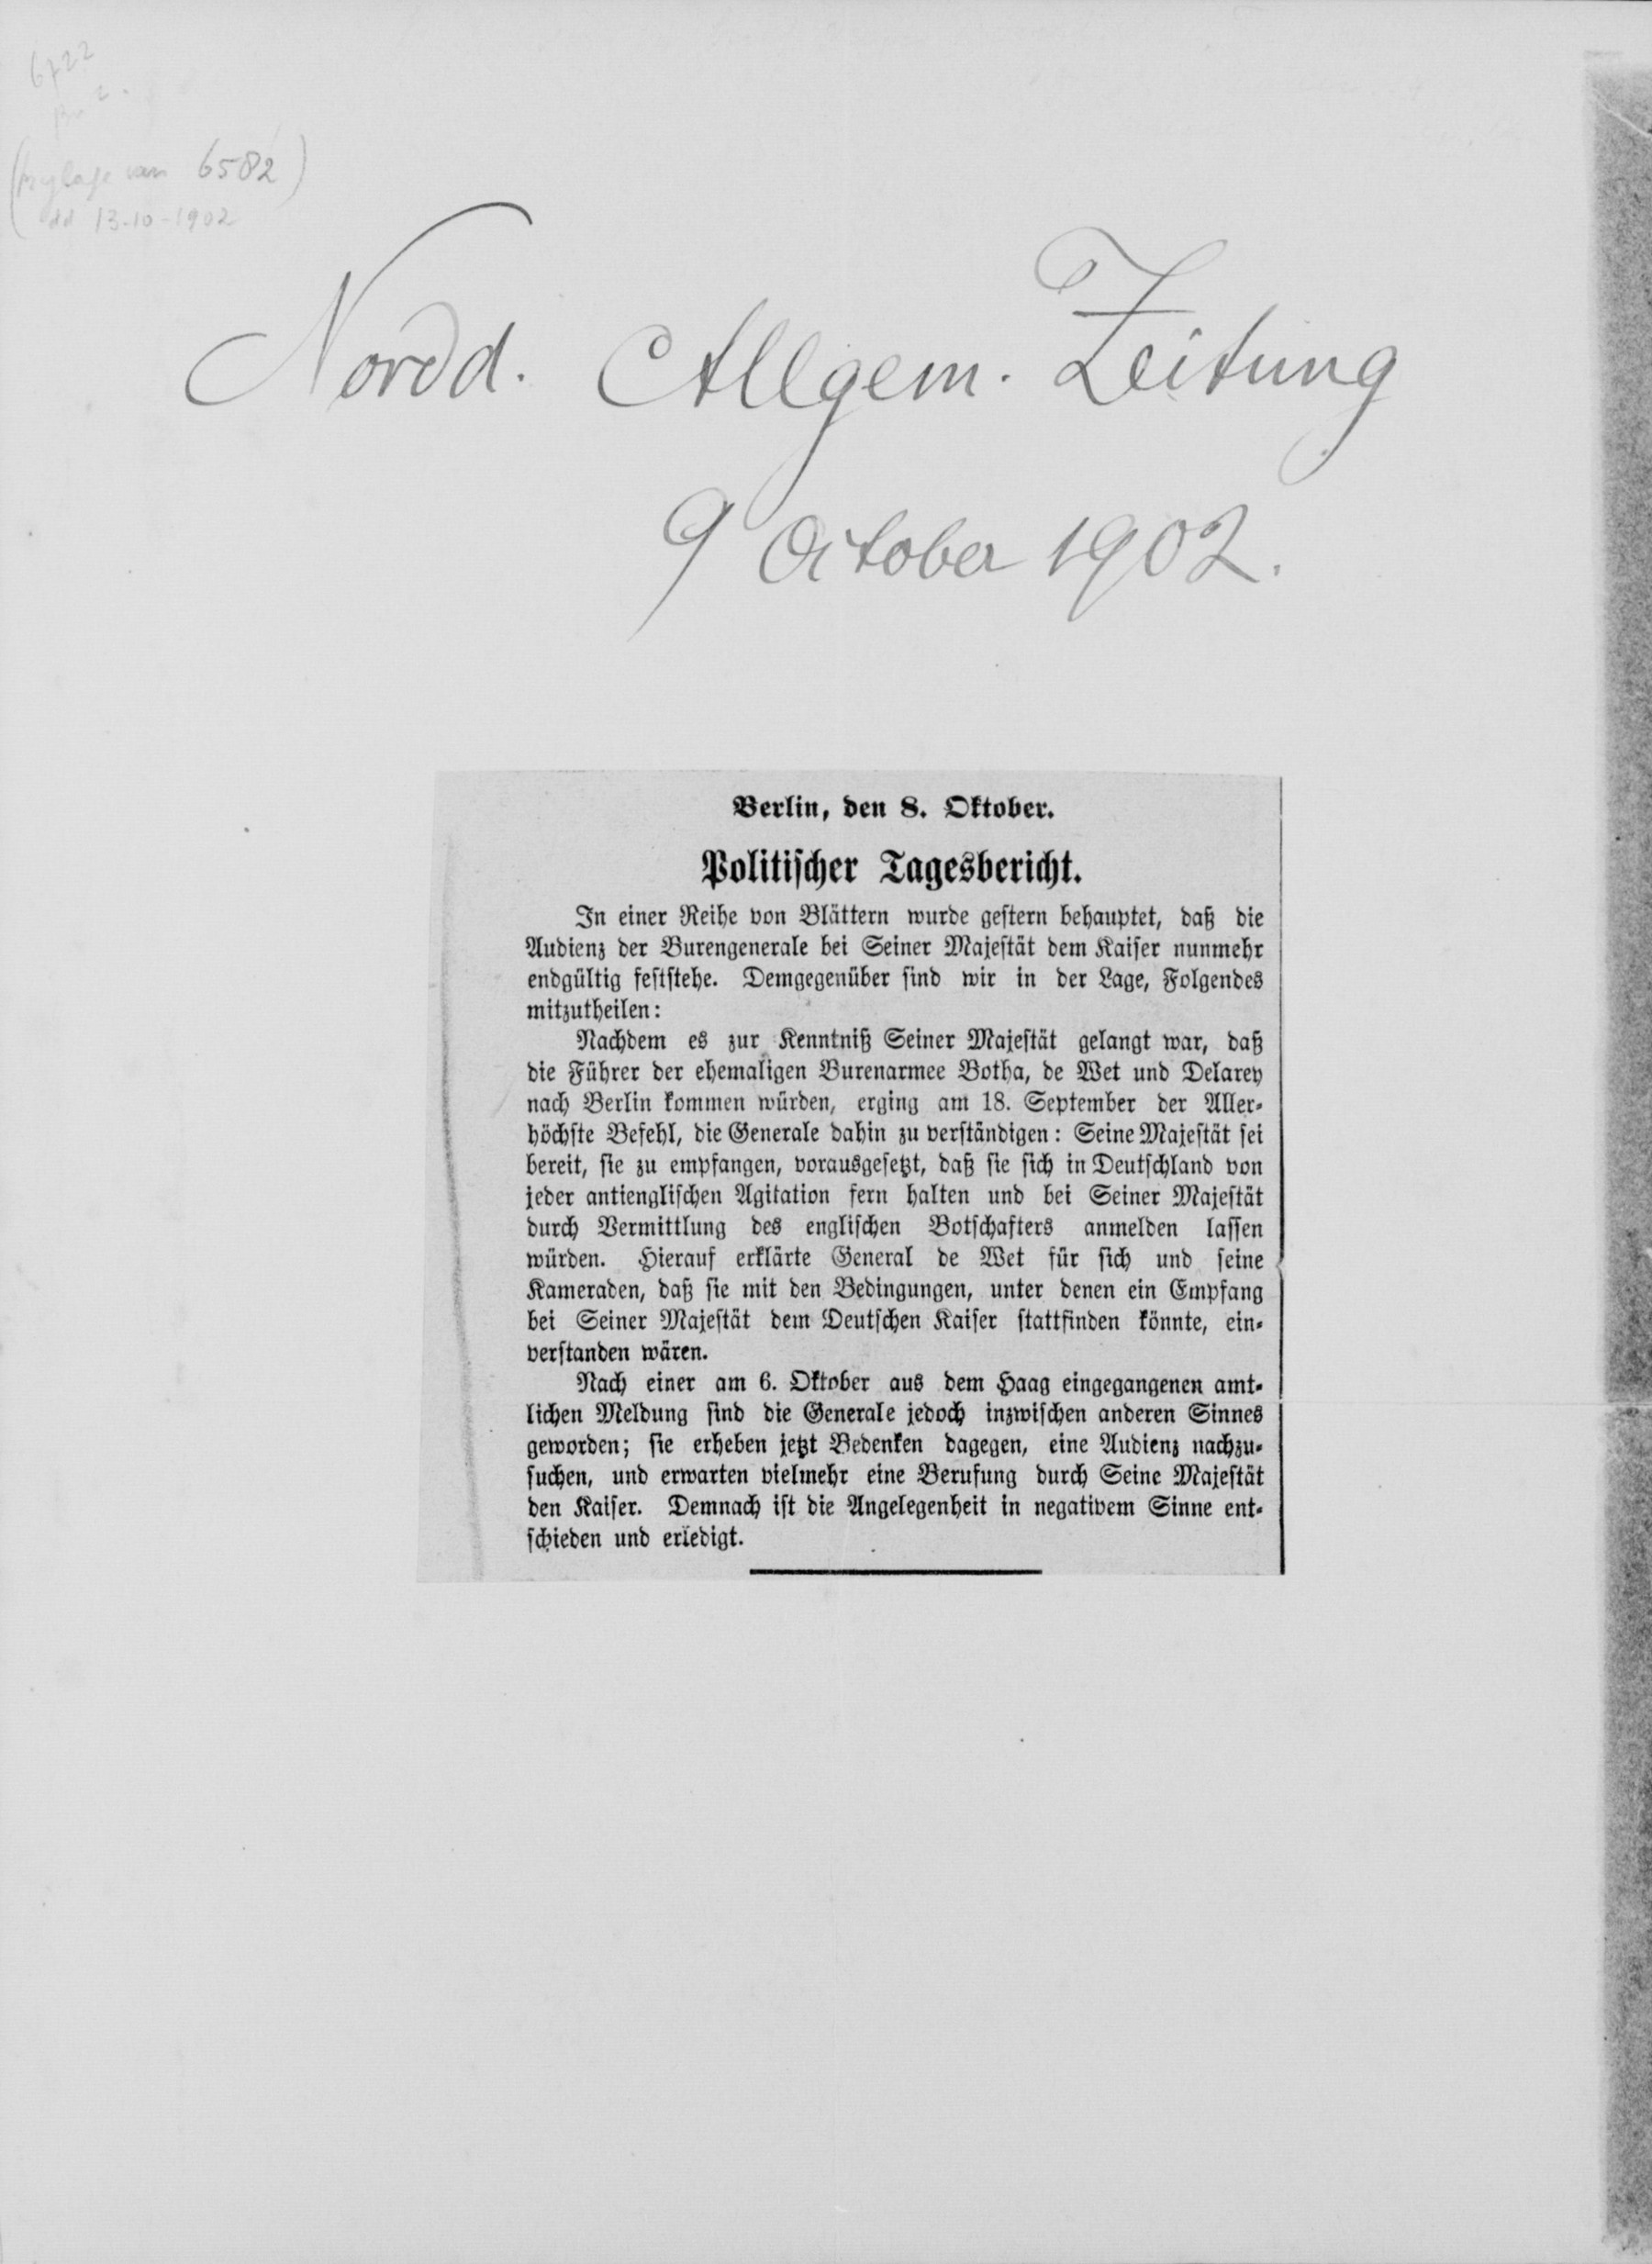 6722
(bylage van 6582)
dd 13-10-1902
Nordd. Allgem. Zeitung
9 October 1902.
Berlin, den 8. Oktober.
Politischer Tagesbericht.
In einer Reihe von Blättern wurde gestern behauptet, daß die
Audienz der Burengenerale bei Seiner Majestät dem Kaiser nunmehr
endgültig feststehe. Demgegenüber sind wir in der Lage, Folgendes
mitzutheilen:
Nachdem es zur Kenntniß Seiner Majestät gelangt war, daß
die Führer der ehemaligen Burenarmee Botha, de Wet und Delarey
nach Berlin kommen würden, erging am 18. September der Aller-
höchste Befehl, die Generale dahin zu verständigen: Seine Majestät sei
bereit, sie zu empfangen, vorausgesetzt, daß sie sich in Deutschland von
jeder antienglischen Agitation fern halten und bei Seiner Majestät
durch Vermittlung des englischen Botschafters anmelden lassen
würden. Hierauf erklärte General de Wet für sich und seine
Kameraden, daß sie mit den Bedingungen, unter denen ein Empfang
bei Seiner Majestät dem Deutschen Kaiser stattfinden könnte, ein-
verstanden wären.
Nach einer am 6. Oktober aus dem Haag eingegangenen amt-
lichen Meldung sind die Generale jedoch inzwischen anderen Sinnes
geworden; sie erheben jetzt Bedenken dagegen, eine Audienz nachzu-
suchen, und erwarten vielmehr eine Berufung durch Seine Majestät
den Kaiser. Demnach ist die Angelegenheit in negativem Sinne ent-
schieden und erledigt.